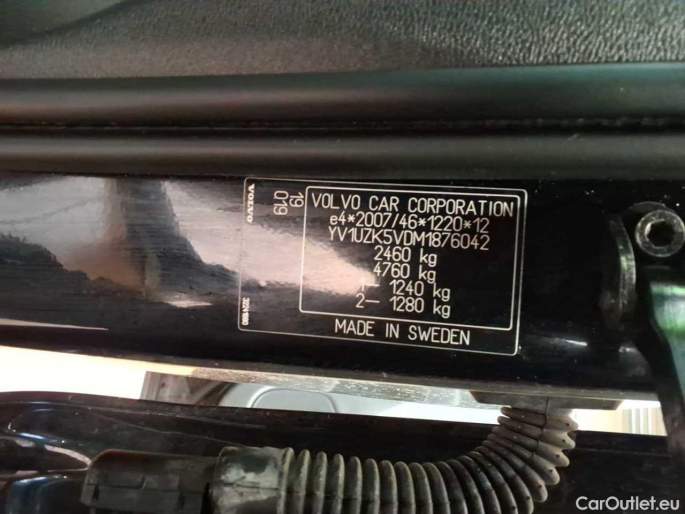 VOLVO CAR CORPORATION
e4*2007/46*1220*12
YV1UZK5VDM1876042
2460 kg
4760 kg
1— 1240 kg
2— 1280 kg
MADE IN SWEDEN
VOLVO
19
019
CarOutlet.eu